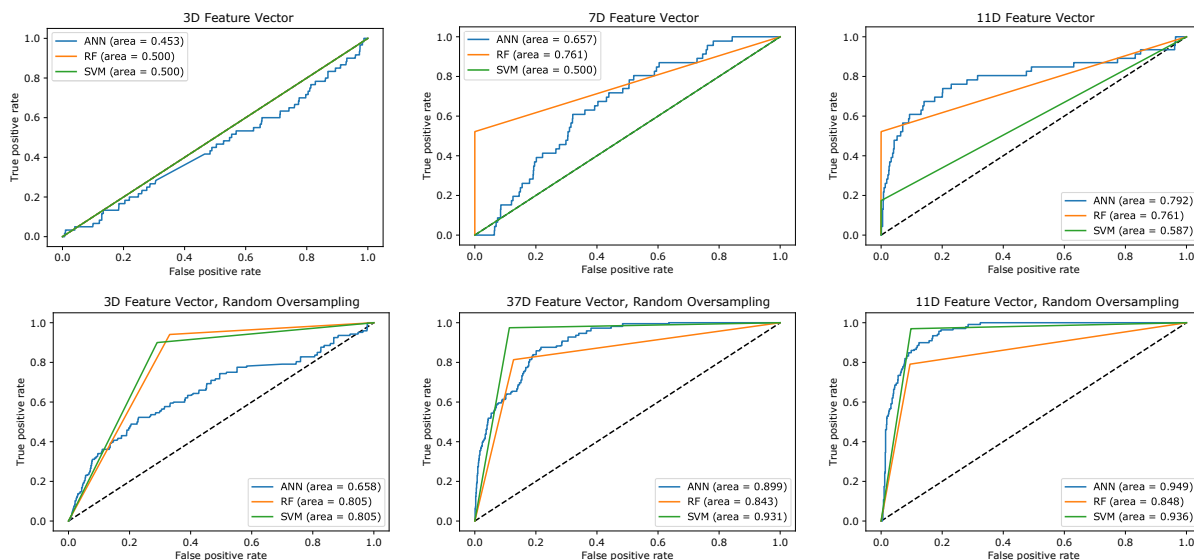 3D Feature Vector
1.0
0.8
0.6
0.4
0.2
0.0
True positive rate
ANN (area = 0.453)
RF (area = 0.500)
SVM (area = 0.500)
0.0 0.2 0.4 0.6 0.8 1.0
False positive rate
7D Feature Vector
1.0
0.8
0.6
0.4
0.2
0.0
True positive rate
ANN (area = 0.657)
RF (area = 0.761)
SVM (area = 0.500)
0.0 0.2 0.4 0.6 0.8 1.0
False positive rate
11D Feature Vector
1.0
0.8
0.6
0.4
0.2
0.0
True positive rate
ANN (area = 0.792)
RF (area = 0.761)
SVM (area = 0.587)
0.0 0.2 0.4 0.6 0.8 1.0
False positive rate
3D Feature Vector, Random Oversampling
1.0
0.8
0.6
0.4
0.2
0.0
True positive rate
ANN (area = 0.658)
RF (area = 0.805)
SVM (area = 0.805)
0.0 0.2 0.4 0.6 0.8 1.0
False positive rate
37D Feature Vector, Random Oversampling
1.0
0.8
0.6
0.4
0.2
0.0
True positive rate
ANN (area = 0.899)
RF (area = 0.843)
SVM (area = 0.931)
0.0 0.2 0.4 0.6 0.8 1.0
False positive rate
11D Feature Vector, Random Oversampling
1.0
0.8
0.6
0.4
0.2
0.0
True positive rate
ANN (area = 0.949)
RF (area = 0.848)
SVM (area = 0.936)
0.0 0.2 0.4 0.6 0.8 1.0
False positive rate